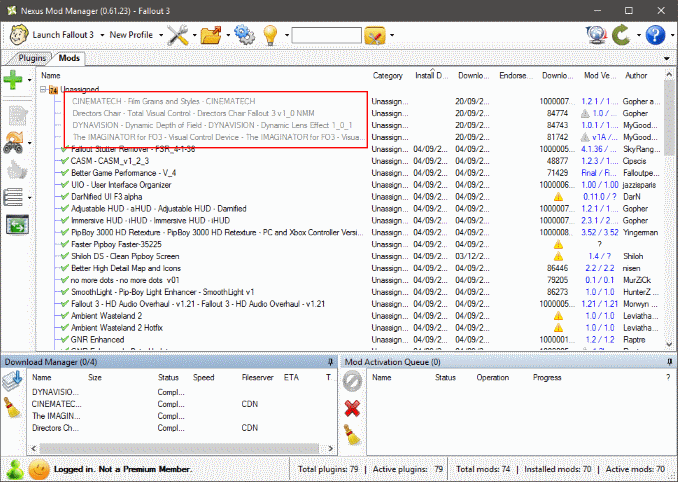 Nexus Mod Manager (0.61.23) - Fallout 3
Launch Fallout 3 New Profile
Plugins Mods
Name Category Install D... Downlo... Endorse... Downlo... Mod Ve... Author
Unassigned
CINEMATECH - Film Grains and Styles - CINEMATECH Unassign... 20/09/2... 1000007... 1.2.1 / 1... Gopher a...
Directors Chair - Total Visual Control - Directors Chair Fallout 3 v1_0 NMM Unassign... 20/09/2... 84788 1.0 / ... Gopher
DYNAVISION - Dynamic Depth of Field - DYNAVISION - Dynamic Lens Effect 1_0_1 Unassign... 20/09/2... 84743 1.0.1 / ... MyGood...
The IMAGINATOR for FO3 - Visual Control Device - The IMAGINATOR for FO3 - Visua... Unassign... 20/09/2... 81742 v1A / ... MyGood...
Fallout Stutter Remover - FSR_4-1-36 Unassign... 04/09/2... 04/09/2... 1000005... 4.1.36 / ... SkyRang...
CASM - CASM_v1_2_3 Unassign... 04/09/2... 04/09/2... 48877 1.2.3 / 1... Cipscis
Better Game Performance - V_4 Unassign... 04/09/2... 04/09/2... 71429 Final / Fi... Falloutpe...
UIO - User Interface Organizer Unassign... 04/09/2... 04/09/2... 1000006... 1.00 / 1.00 jazzisparis
DarNified UI F3 alpha Unassign... 04/09/2... 04/09/2... 0.11.0 / ? DarN
Adjustable HUD - aHUD - Adjustable HUD - Damnified Unassign... 04/09/2... 04/09/2... 1000007... 2.3.1 / ... Gopher
Immersive HUD - iHUD - Immersive HUD - iHUD Unassign... 04/09/2... 04/09/2... 1000007... 1.8 / 1.8 Gopher
PipBoy 3000 HD Retexture - PipBoy 3000 HD Retexture - PC and Xbox Controller Versi... Unassign... 04/09/2... 04/09/2... 1000008... 3.52 / 3.52 Yingerman
Faster Pipboy Faster-35225 Unassign... 04/09/2... 04/09/2... ?
Shiloh DS - Clean Pipboy Screen Unassign... 04/09/2... 03/12/2... 1.4 / ? Shiloh
Better High Detail Map and Icons Unassign... 04/09/2... 04/09/2... 86446 2.2 / 2.2 nisen
no more dots - no more dots v01 Unassign... 04/09/2... 04/09/2... 79205 0.1 / 0.1 MurZiCk
SmoothLight - Pip-Boy Light Enhancer - SmoothLight v1 Unassign... 04/09/2... 04/09/2... 86273 1.0 / 1.0 HunterZ
Fallout 3 - HD Audio Overhaul - v1.21 - Fallout 3 - HD Audio Overhaul - v1.21 Unassign... 04/09/2... 04/09/2... 1000005... 1.21 / 1.21 Morwyn ...
Ambient Wasteland 2 Unassign... 04/09/2... 04/09/2... 1.0 / 1.0 Leviatha...
Ambient Wasteland 2 Hotfix Unassign... 04/09/2... 04/09/2... 1.0 / 1.0 Leviatha...
GNR Enhanced Unassign... 04/09/2... 04/09/2... 1000001... 1.2 / 1.2 Raptre
Download Manager (0/4) Mod Activation Queue (0)
Name Size Status Speed Fileserver ETA T... Name Status Operation Progress ?
DYNAVISION... Compl...
CINEMATEC... Compl... CDN
The IMAGIN... Compl...
Directors Ch... Compl... CDN
Logged in. Not a Premium Member. Total plugins: 79 | Active plugins: 79 Total mods: 74 | Installed mods: 70 | Active mods: 70